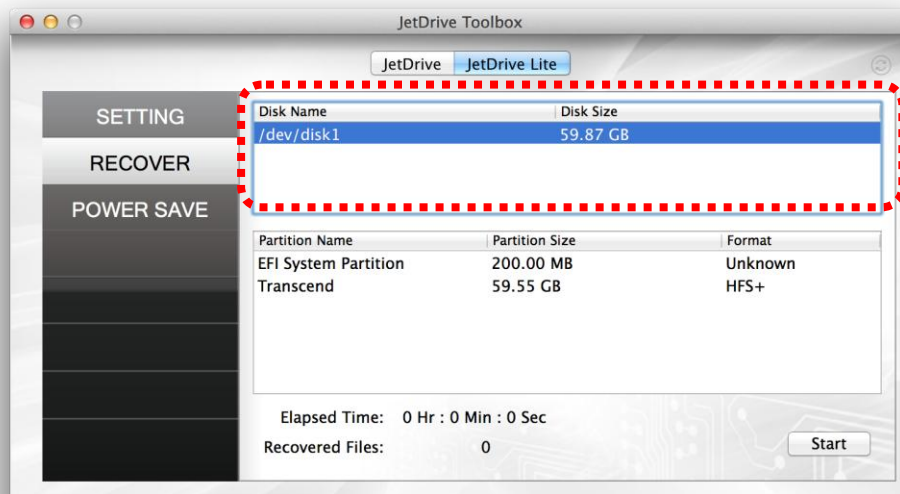 JetDrive Toolbox
JetDrive JetDrive Lite
SETTING
RECOVER
POWER SAVE
Disk Name Disk Size
/dev/disk1 59.87 GB
Partition Name Partition Size Format
EFI System Partition 200.00 MB Unknown
Transcend 59.55 GB HFS+
Elapsed Time: 0 Hr : 0 Min : 0 Sec
Recovered Files: 0
Start